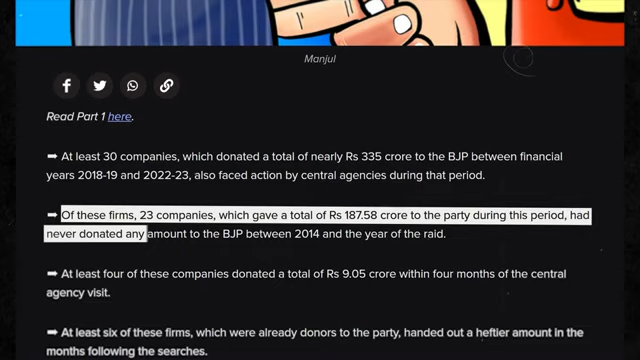 Manjul
Read Part 1 here.
➡ At least 30 companies, which donated a total of nearly Rs 335 crore to the BJP between financial
years 2018-19 and 2022-23, also faced action by central agencies during that period.
➡ Of these firms, 23 companies, which gave a total of Rs 187.58 crore to the party during this period, had
never donated any amount to the BJP between 2014 and the year of the raid.
➡ At least four of these companies donated a total of Rs 9.05 crore within four months of the central
agency visit.
➡ At least six of these firms, which were already donors to the party, handed out a heftier amount in the
months following the searches.